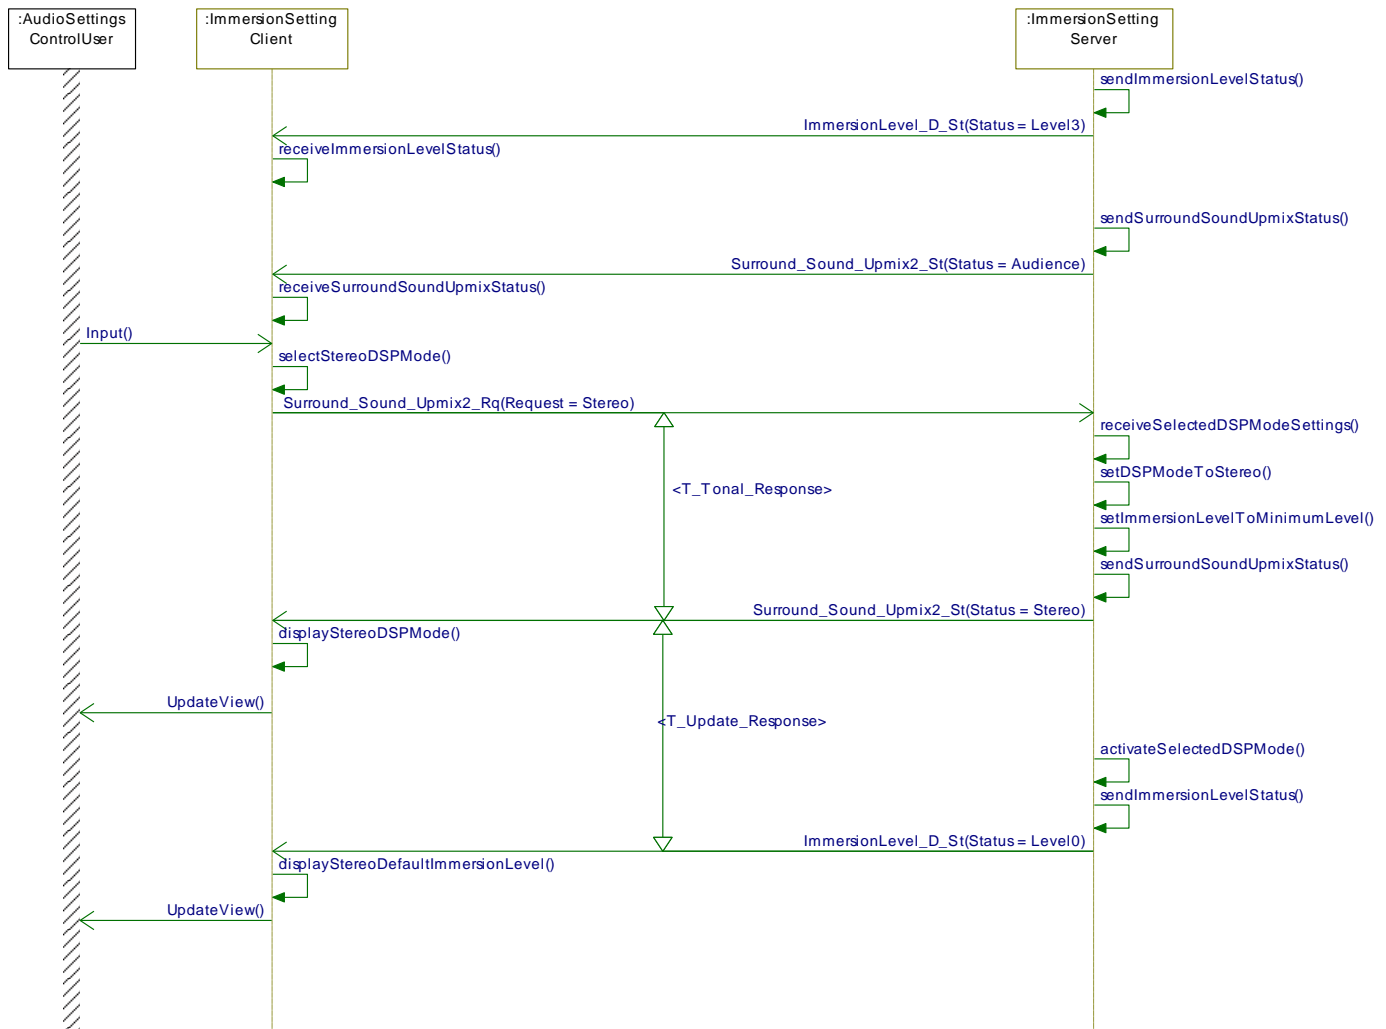 :AudioSettings
ControlUser
:ImmersionSetting
Client
:ImmersionSetting
Server
sendImmersionLevelStatus()
ImmersionLevel_D_St(Status = Level3)
receiveImmersionLevelStatus()
sendSurroundSoundUpmixStatus()
Surround_Sound_Upmix2_St(Status = Audience)
receiveSurroundSoundUpmixStatus()
Input()
selectStereoDSPMode()
Surround_Sound_Upmix2_Rq(Request = Stereo)
receiveSelectedDSPModeSettings()
setDSPModeToStereo()
<T_Tonal_Response>
setImmersionLevelToMinimumLevel()
sendSurroundSoundUpmixStatus()
Surround_Sound_Upmix2_St(Status = Stereo)
displayStereoDSPMode()
UpdateView()
<T_Update_Response>
activateSelectedDSPMode()
sendImmersionLevelStatus()
ImmersionLevel_D_St(Status = Level0)
displayStereoDefaultImmersionLevel()
UpdateView()